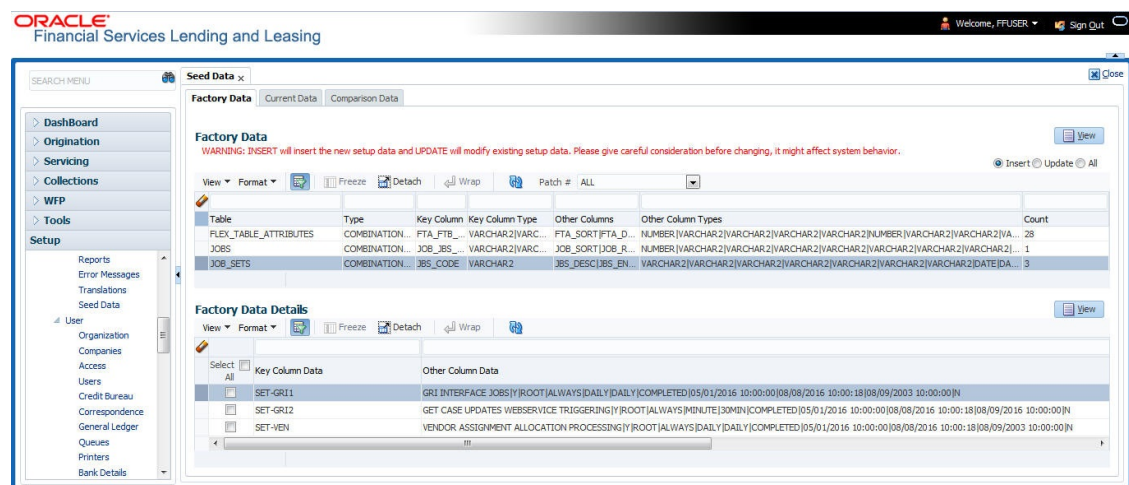 ORACLE
Financial Services Lending and Leasing
Welcome, FFUSER
Sign Out
SEARCH MENU
Seed Data x
Close
Factory Data Current Data Comparison Data
DashBoard
Origination
Servicing
Collections
WFP
Tools
Setup
Reports
Error Messages
Translations
Seed Data
User
Organization
Companies
Access
Users
Credit Bureau
Correspondence
General Ledger
Queues
Printers
Bank Details
Factory Data
View
WARNING: INSERT will insert the new setup data and UPDATE will modify existing setup data. Please give careful consideration before changing, it might affect system behavior.
Insert Update All
View Format Freeze Detach Wrap Patch # ALL
Table Type Key Column Key Column Type Other Columns Other Column Types Count
FLEX_TABLE_ATTRIBUTES COMBINATION... FTA_FTB_... VARCHAR2|VARC... FTA_SORT|FTA_D... NUMBER|VARCHAR2|VARCHAR2|VARCHAR2|VARCHAR2|NUMBER|VARCHAR2|VARCHAR2|VA... 28
JOBS COMBINATION... JOB_JBS_... VARCHAR2|VARC... JOB_SORT|JOB_R... NUMBER|VARCHAR2|VARCHAR2|VARCHAR2|VARCHAR2|VARCHAR2|VARCHAR2|VARCHAR2|... 1
JOB_SETS COMBINATION... JBS_CODE VARCHAR2 JBS_DESC|JBS_EN... VARCHAR2|VARCHAR2|VARCHAR2|VARCHAR2|VARCHAR2|VARCHAR2|VARCHAR2|DATE|DA... 3
Factory Data Details
View
View Format Freeze Detach Wrap
Select All Key Column Data Other Column Data
SET-GRI1 GRI INTERFACE JOBS|Y|ROOT|ALWAYS|DAILY|DAILY|COMPLETED|05/01/2016 10:00:00|08/08/2016 10:00:18|08/09/2003 10:00:00|N
SET-GRI2 GET CASE UPDATES WEBSERVICE TRIGGERING|Y|ROOT|ALWAYS|MINUTE|30MIN|COMPLETED|05/01/2016 10:00:00|08/08/2016 10:00:18|08/09/2016 10:00:00|N
SET-VEN VENDOR ASSIGNMENT ALLOCATION PROCESSING|Y|ROOT|ALWAYS|DAILY|DAILY|COMPLETED|05/01/2016 10:00:00|08/08/2016 10:00:18|08/09/2003 10:00:00|N